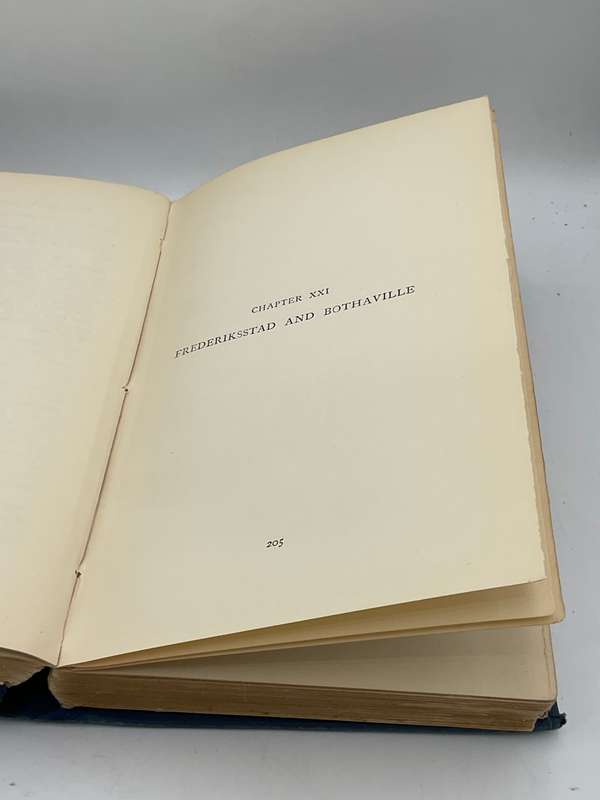 CHAPTER XXI
FREDERIKSSTAD AND BOTHAVILLE
205